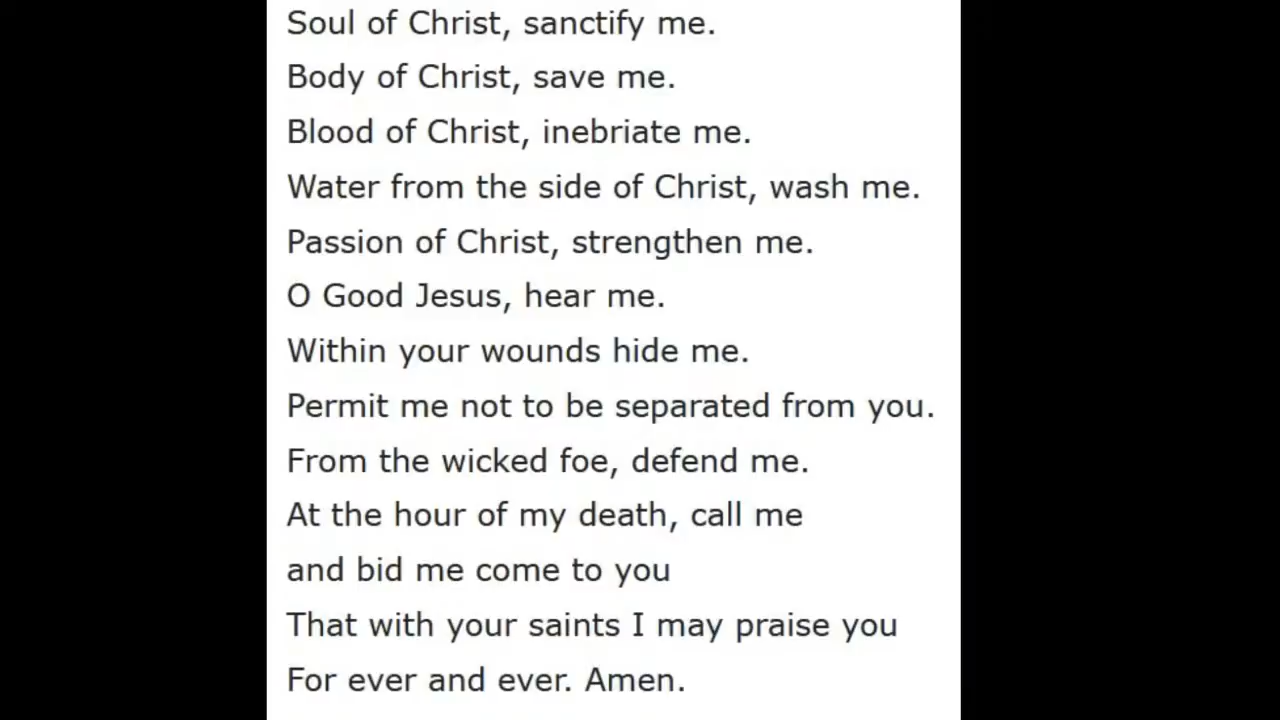 Soul of Christ, sanctify me.
Body of Christ, save me.
Blood of Christ, inebriate me.
Water from the side of Christ, wash me.
Passion of Christ, strengthen me.
O Good Jesus, hear me.
Within your wounds hide me.
Permit me not to be separated from you.
From the wicked foe, defend me.
At the hour of my death, call me
and bid me come to you
That with your saints I may praise you
For ever and ever. Amen.